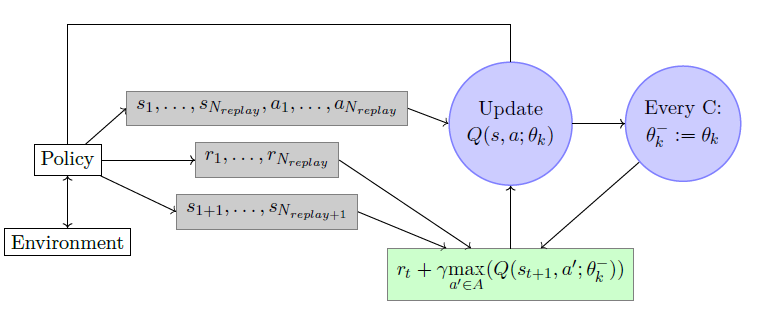 s_1, …, s_{N_{replay}}, a_1, …, a_{N_{replay}}
Update
Q(s, a; θ_k)
Every C:
θ_k^- := θ_k
Policy
r_1, …, r_{N_{replay}}
s_{1+1}, …, s_{N_{replay+1}}
Environment
r_t + γ max_{a'∈A}(Q(s_{t+1}, a'; θ_k^-))